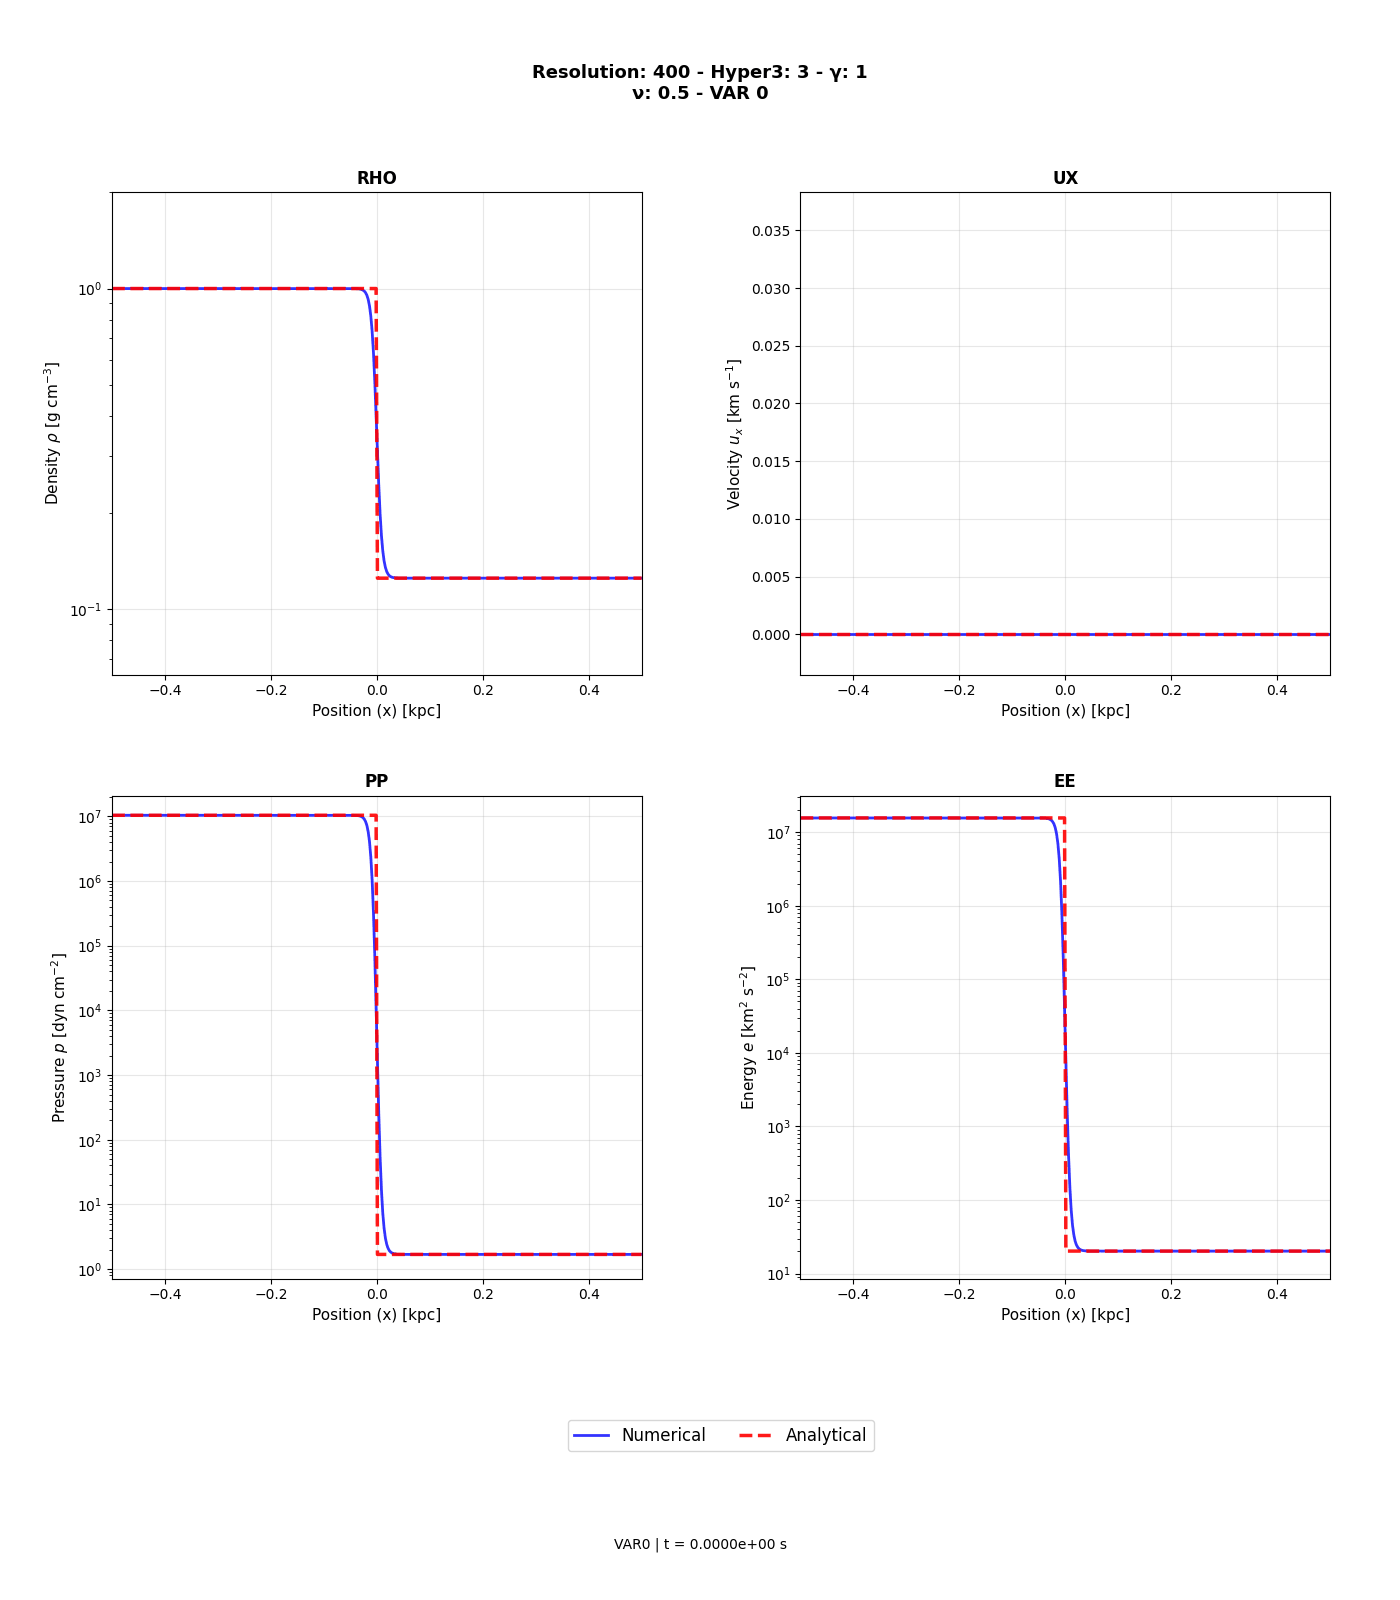 Resolution: 400 - Hyper3: 3 - γ: 1
ν: 0.5 - VAR 0
RHO
10⁰
10⁻¹
Density ρ [g cm⁻³]
−0.4 −0.2 0.0 0.2 0.4
Position (x) [kpc]
UX
0.035
0.030
0.025
0.020
0.015
0.010
0.005
0.000
Velocity uₓ [km s⁻¹]
−0.4 −0.2 0.0 0.2 0.4
Position (x) [kpc]
PP
10⁷
10⁶
10⁵
10⁴
10³
10²
10¹
10⁰
Pressure p [dyn cm⁻²]
−0.4 −0.2 0.0 0.2 0.4
Position (x) [kpc]
EE
10⁷
10⁶
10⁵
10⁴
10³
10²
10¹
Energy e [km² s⁻²]
−0.4 −0.2 0.0 0.2 0.4
Position (x) [kpc]
Numerical Analytical
VAR0 | t = 0.0000e+00 s